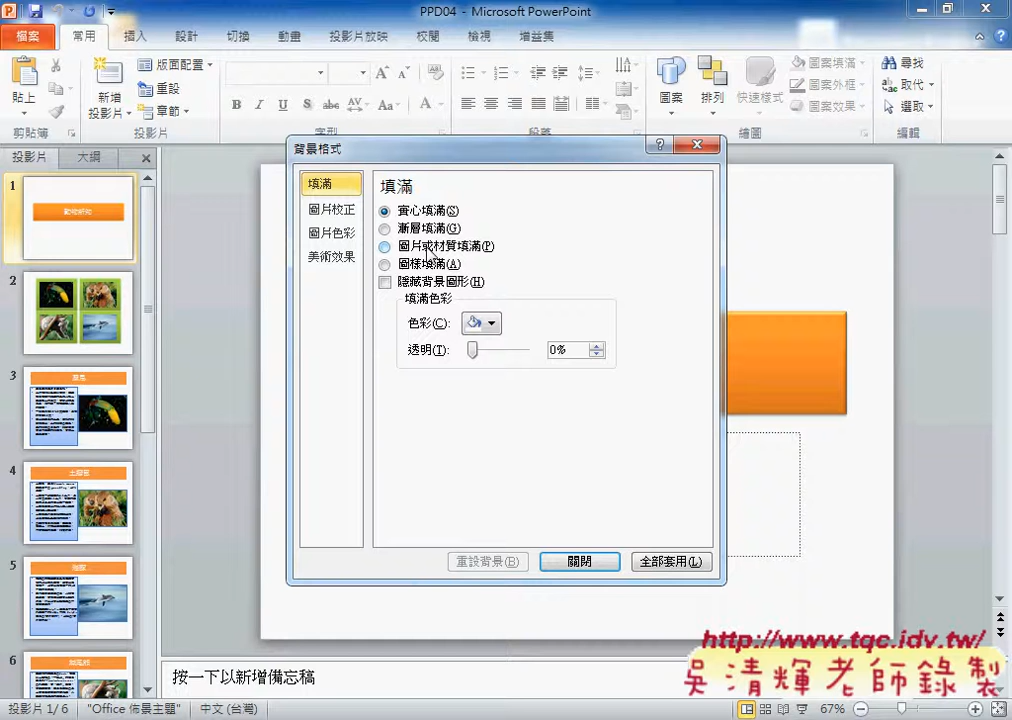 PPD04 - Microsoft PowerPoint
檔案 常用 插入 設計 切換 動畫 投影片放映 校閱 檢視 增益集
貼上
新增
投影片
版面配置
重設
章節
B I U S abc AV Aa A
圖案
排列
快速樣式
圖案填滿
圖案外框
圖案效果
尋找
取代
選取
剪貼簿 投影片 字型 段落 繪圖 編輯
投影片 大綱
1
2
3
4
5
6
背景格式
填滿
圖片校正
圖片色彩
美術效果
填滿
實心填滿(S)
漸層填滿(G)
圖片或材質填滿(P)
圖樣填滿(A)
隱藏背景圖形(H)
填滿色彩
色彩(C):
透明(T): 0%
重設背景(B) 關閉 全部套用(L)
按一下以新增備忘稿
http://www.tqc.idv.tw/
吳清輝老師錄製
投影片 1/6 "Office 佈景主題" 中文 (台灣) 67%